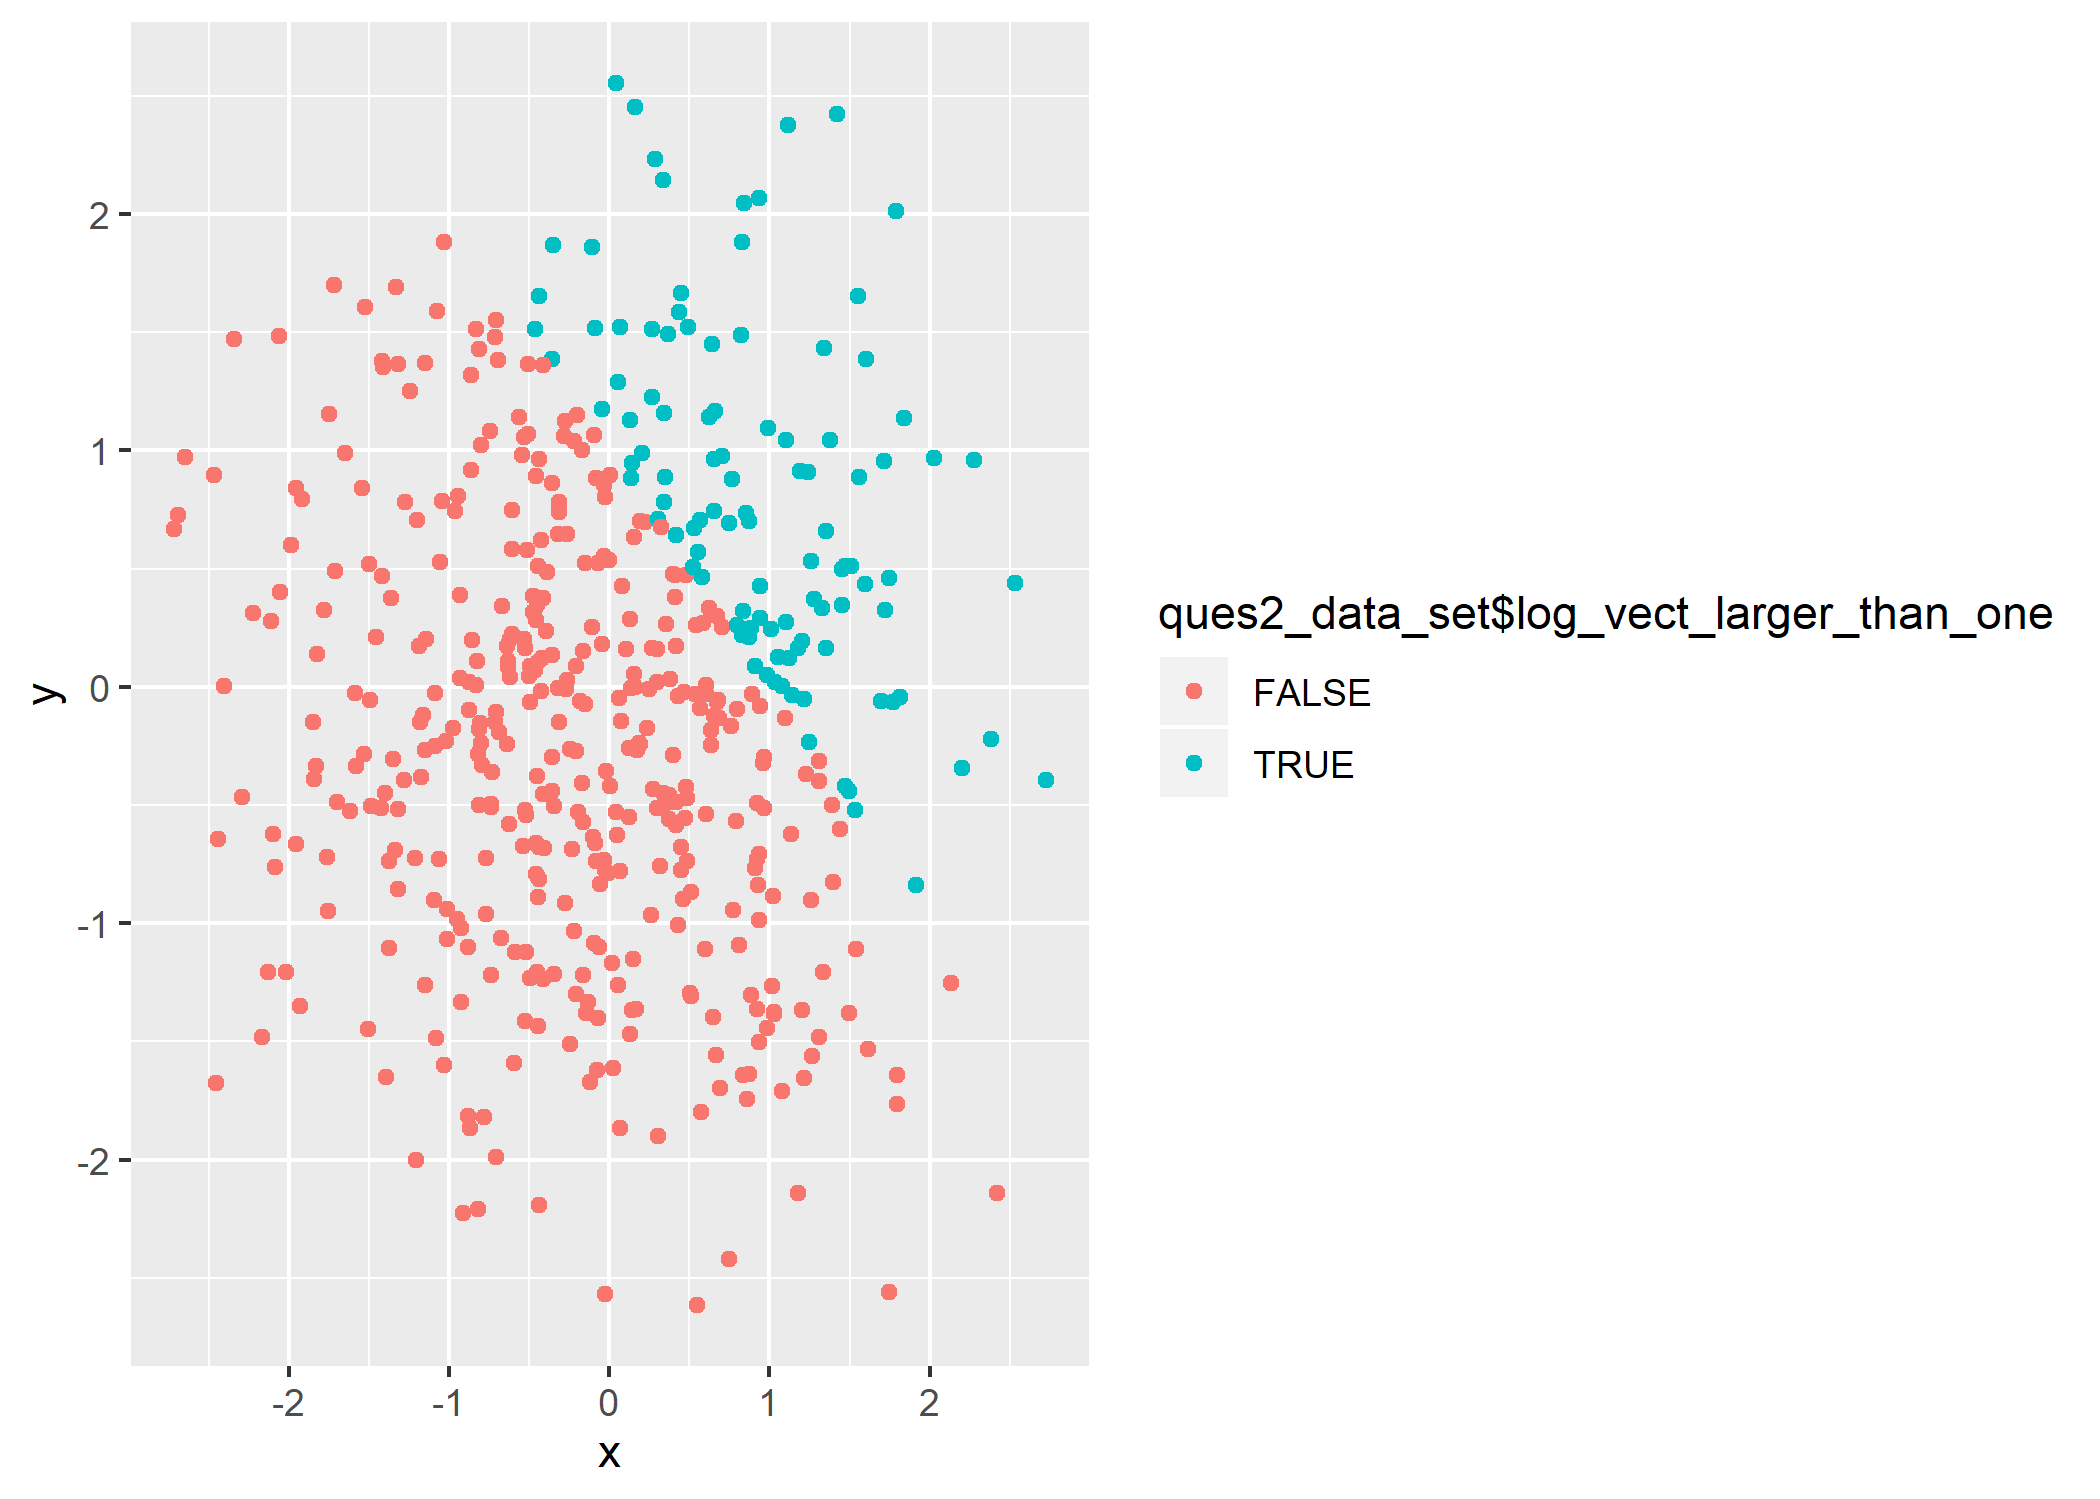 2
1
0
-1
-2
y
-2
-1
0
1
2
x
ques2_data_set$log_vect_larger_than_one
FALSE
TRUE